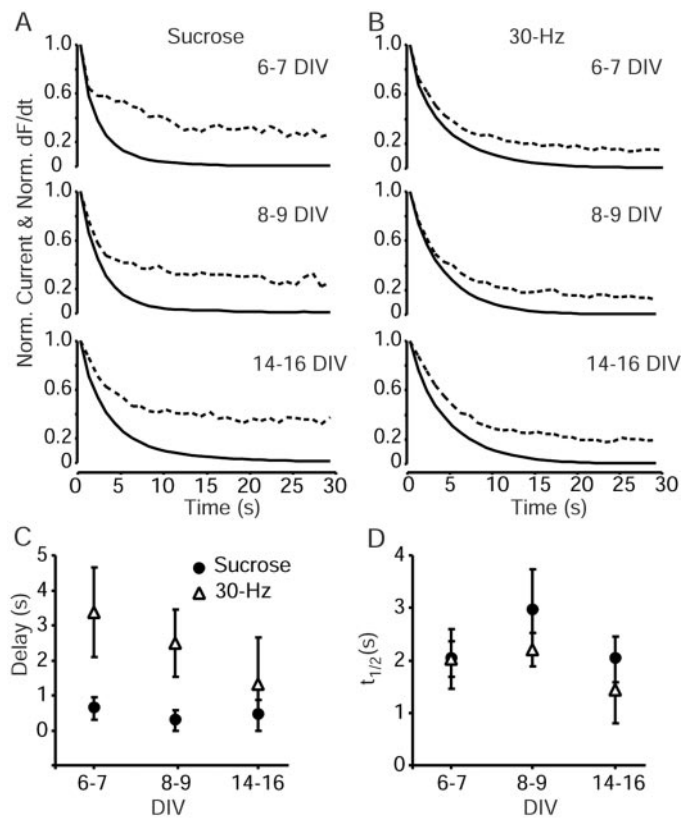 A
Sucrose
B
30-Hz
Norm. Current & Norm. dF/dt
1.0
0.6
0.2
0
6-7 DIV
1.0
0.6
0.2
0
6-7 DIV
1.0
0.6
0.2
0
8-9 DIV
1.0
0.6
0.2
0
8-9 DIV
1.0
0.6
0.2
0
14-16 DIV
1.0
0.6
0.2
0
14-16 DIV
0 5 10 15 20 25 30
Time (s)
0 5 10 15 20 25 30
Time (s)
C
Delay (s)
5
4
3
2
1
0
Sucrose
30-Hz
6-7 8-9 14-16
DIV
D
t1/2(s)
4
3
2
1
0
6-7 8-9 14-16
DIV